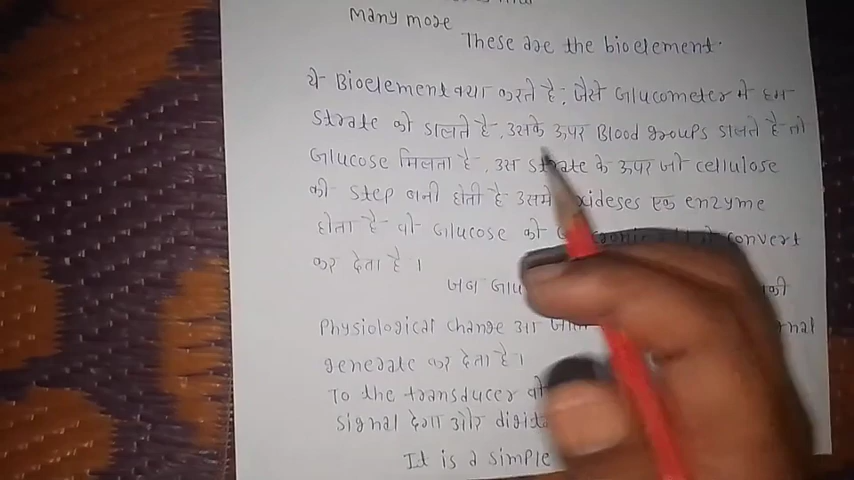 Many more
These are the bioelement.
ये Bioelement क्या करते है; जैसे Glucometer मे हम
strate को डालते है, उसके ऊपर Blood groups डालते है तो
Glucose मिलता है, उस strate के ऊपर जो cellulose
की step बनी होती है उसमे oxideses एक enzyme
होता है वो Glucose को convert
कर देता है।
जब
Physiological change आ
generate कर देता है।
To the transducer वो
signal देगा और
It is a simple